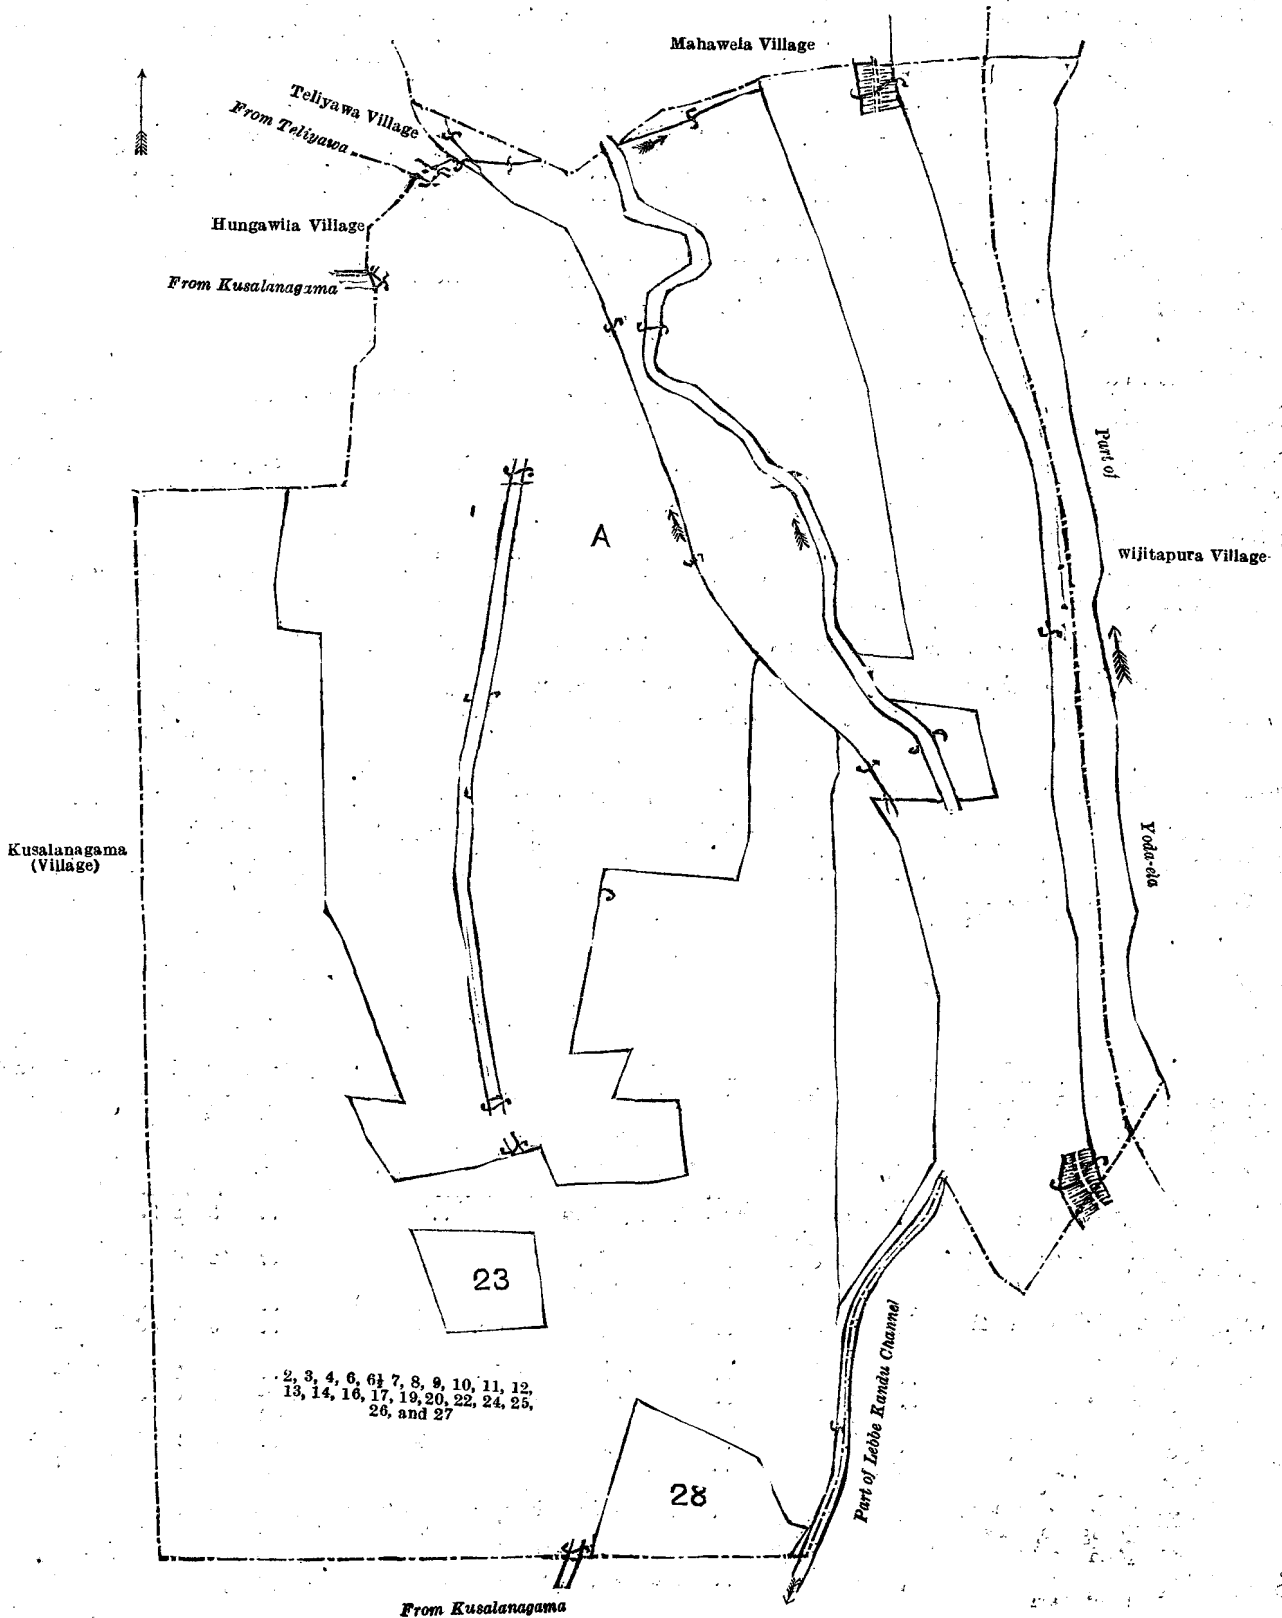 Mahawela Village
Teliyawa Village
From Teliyawa
Hungawila Village
From Kusalanagama
Part of
A
Wijitapura Village
Yoda-ela
Kusalanagama
(Village)
23
2, 3, 4, 6, 6½ 7, 8, 9, 10, 11, 12,
13, 14, 16, 17, 19, 20, 22, 24, 25,
26, and 27
Part of Lebbe Kandu Channel
28
From Kusalanagama